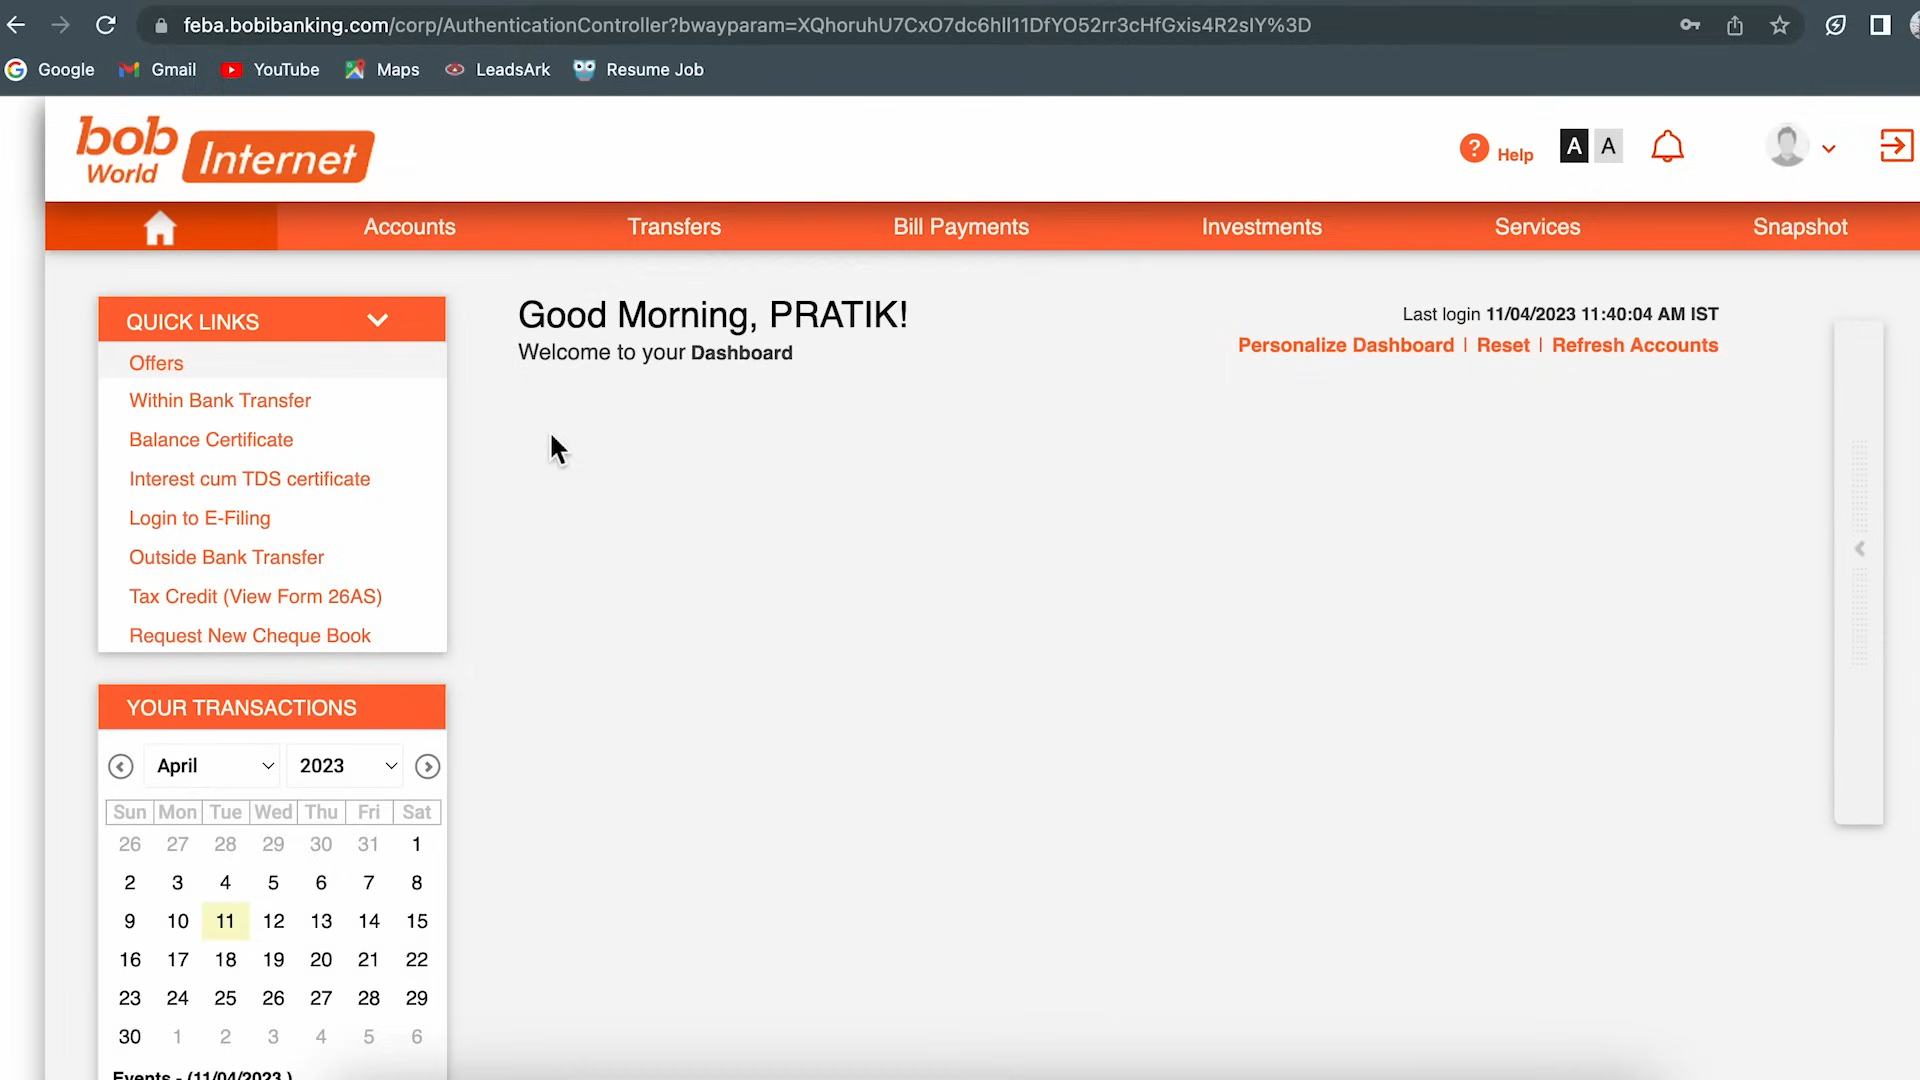 feba.bobibanking.com/corp/AuthenticationController?bwayparam=XQhoruhU7CxO7dc6hll11DfYO52rr3cHfGxis4R2sIY%3D
Google Gmail YouTube Maps LeadsArk Resume Job
bob World Internet
? Help A A
Accounts Transfers Bill Payments Investments Services Snapshot
QUICK LINKS
Offers
Within Bank Transfer
Balance Certificate
Interest cum TDS certificate
Login to E-Filing
Outside Bank Transfer
Tax Credit (View Form 26AS)
Request New Cheque Book
Good Morning, PRATIK!
Welcome to your Dashboard
Last login 11/04/2023 11:40:04 AM IST
Personalize Dashboard | Reset | Refresh Accounts
YOUR TRANSACTIONS
April 2023
Sun Mon Tue Wed Thu Fri Sat
26 27 28 29 30 31 1
2 3 4 5 6 7 8
9 10 11 12 13 14 15
16 17 18 19 20 21 22
23 24 25 26 27 28 29
30 1 2 3 4 5 6
Events - (11/04/2023 )